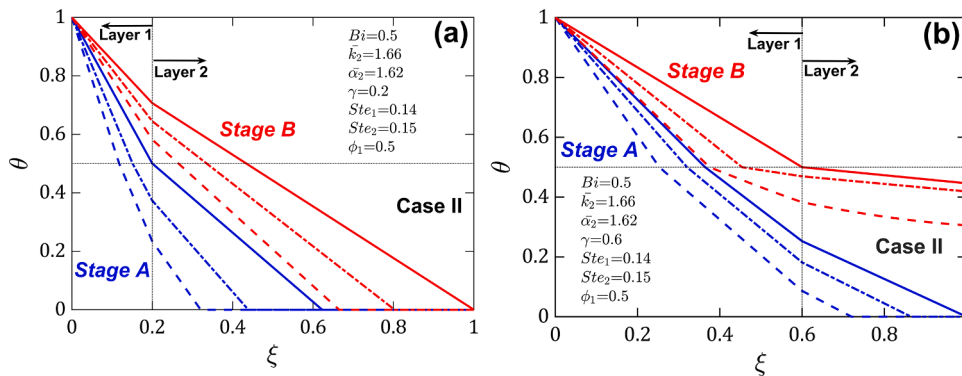 (a)
Layer 1
Layer 2
Bi=0.5
k̄₂=1.66
ᾱ₂=1.62
γ=0.2
Ste₁=0.14
Ste₂=0.15
ϕ₁=0.5
Stage B
Stage A
Case II
θ
1
0.8
0.6
0.4
0.2
0
0 0.2 0.4 0.6 0.8 1
ξ
(b)
Layer 1
Layer 2
Stage B
Stage A
Bi=0.5
k̄₂=1.66
ᾱ₂=1.62
γ=0.6
Ste₁=0.14
Ste₂=0.15
ϕ₁=0.5
Case II
θ
1
0.8
0.6
0.4
0.2
0
0 0.2 0.4 0.6 0.8
ξ